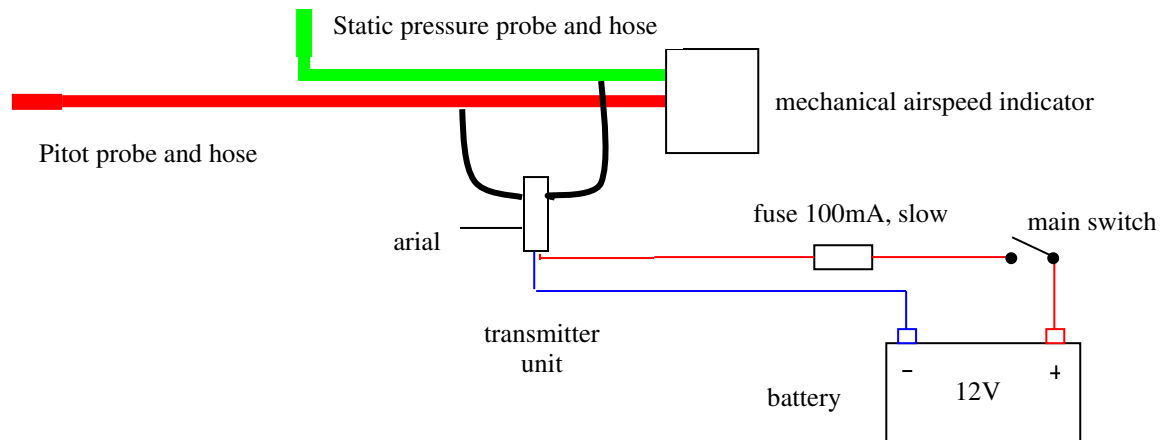 Static pressure probe and hose
mechanical airspeed indicator
Pitot probe and hose
fuse 100mA, slow
main switch
arial
transmitter
unit
battery
12V
-
+